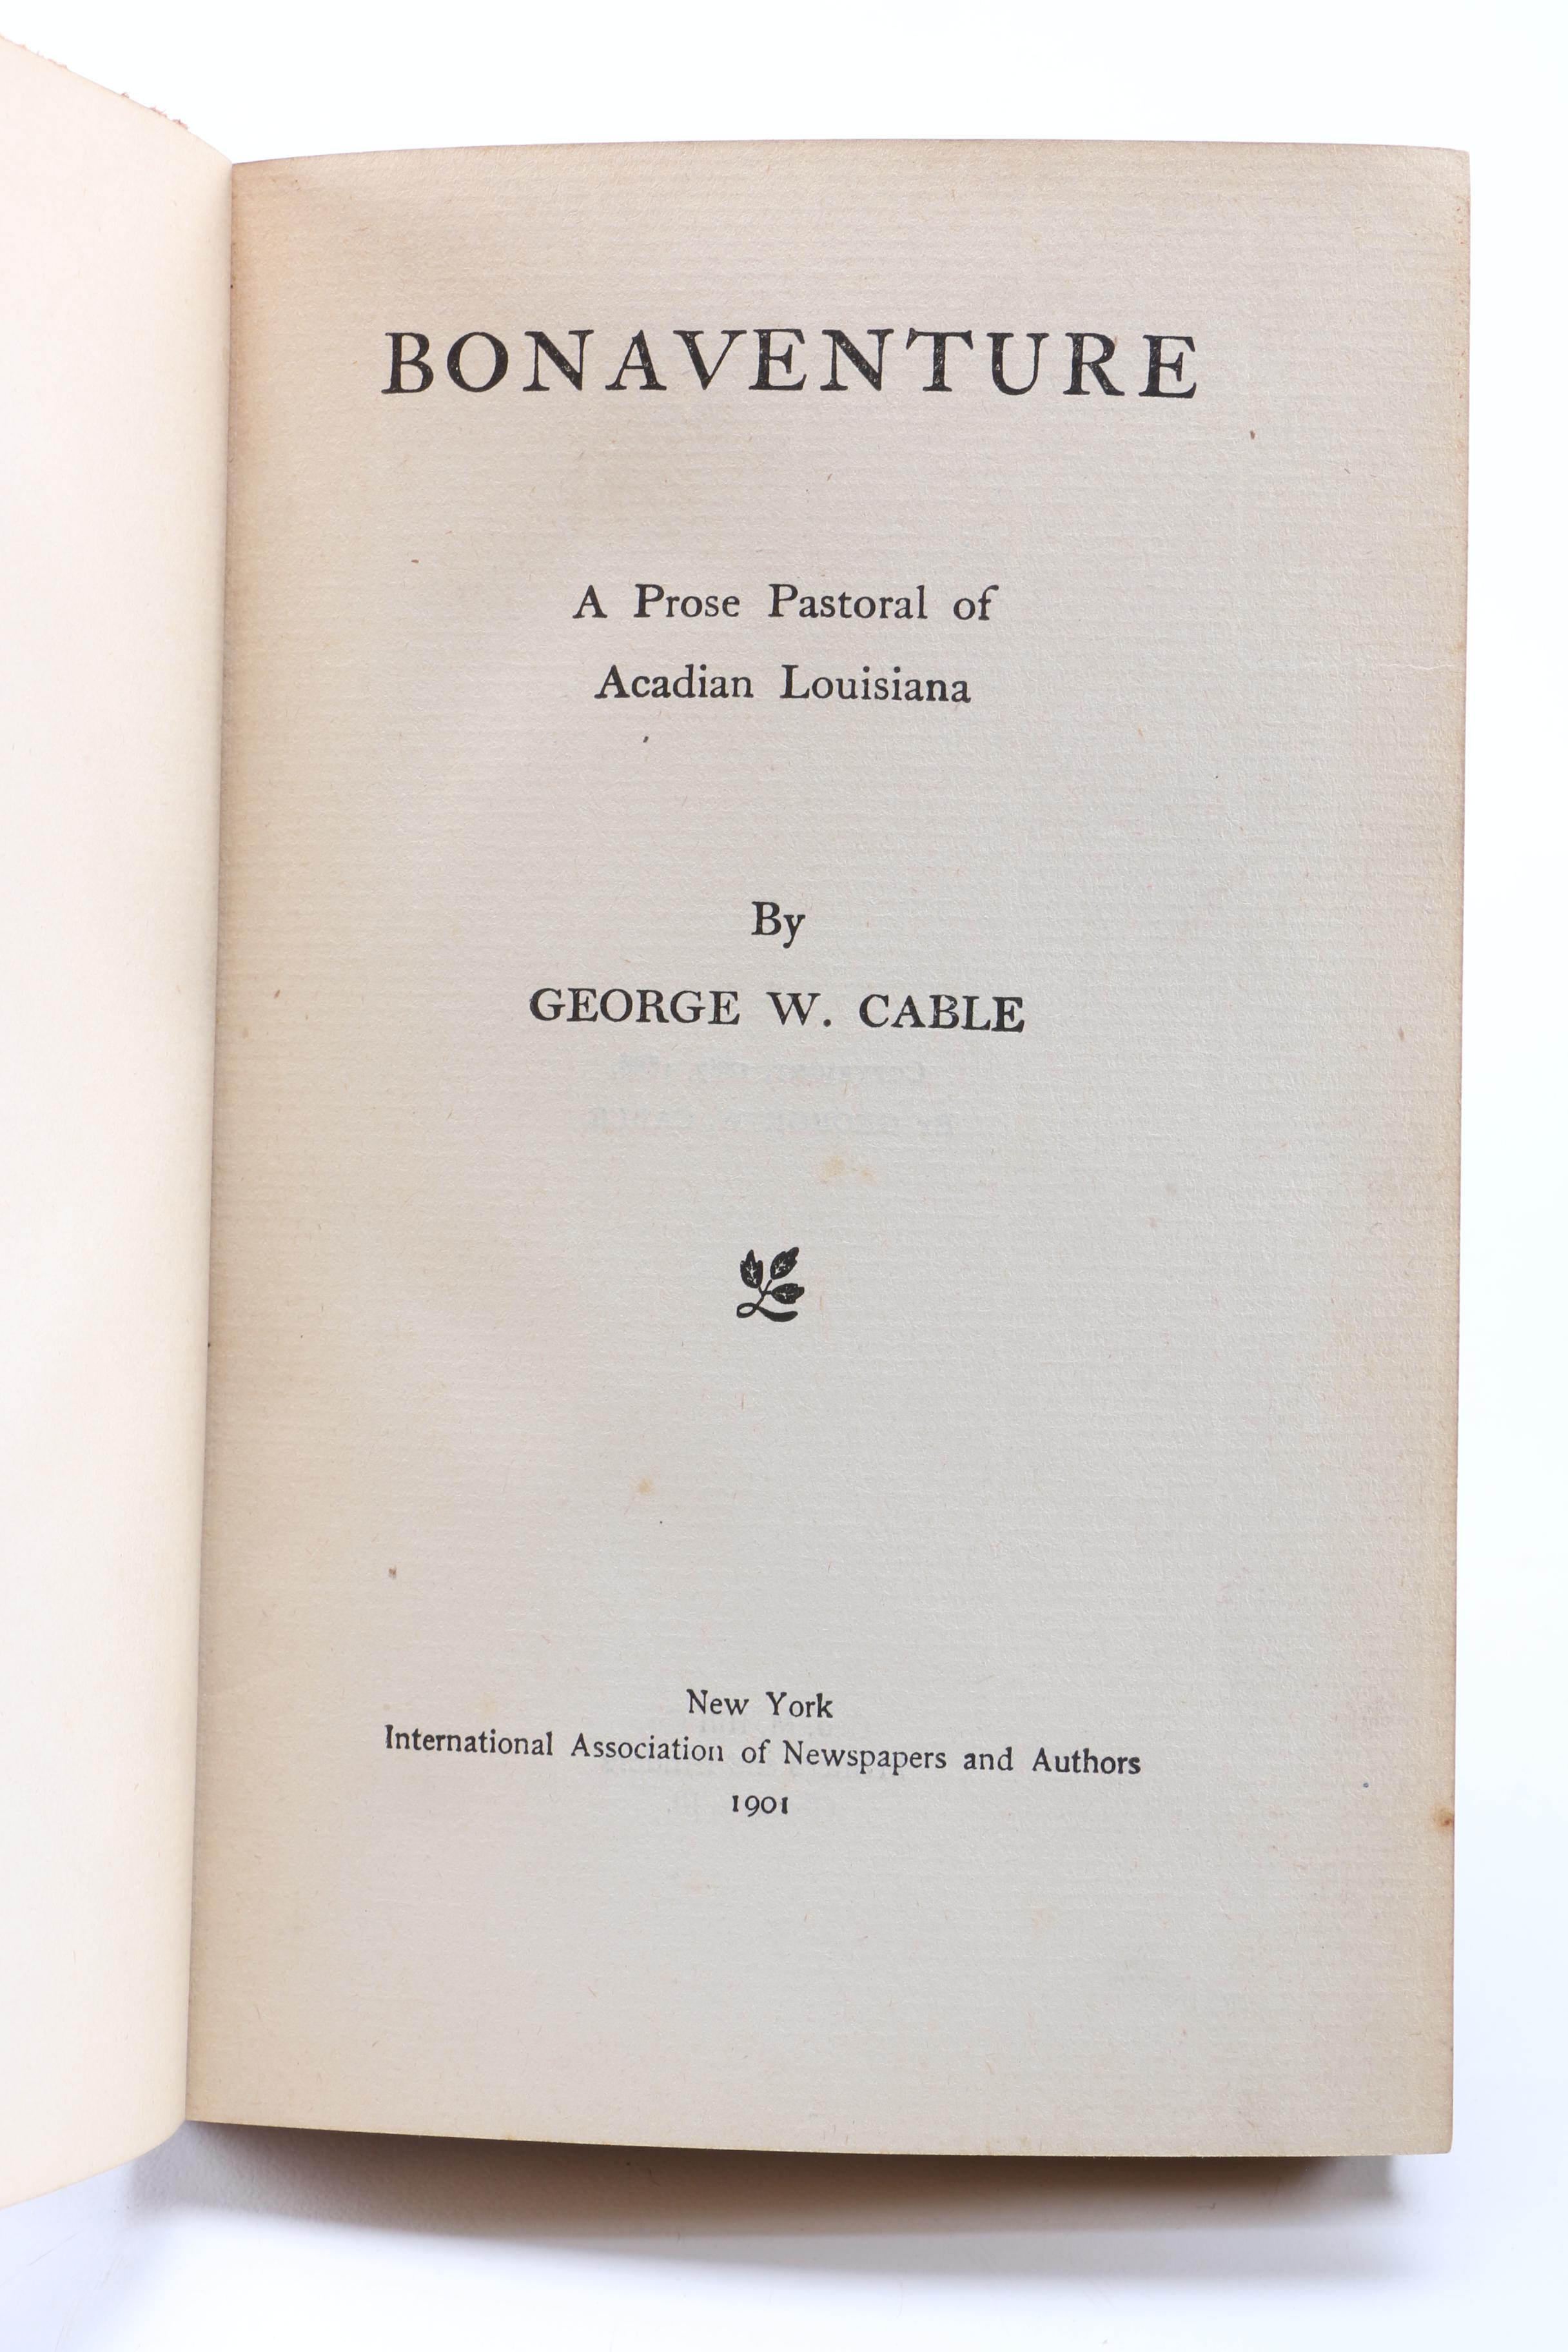 BONAVENTURE
A Prose Pastoral of
Acadian Louisiana
By
GEORGE W. CABLE
New York
International Association of Newspapers and Authors
1901